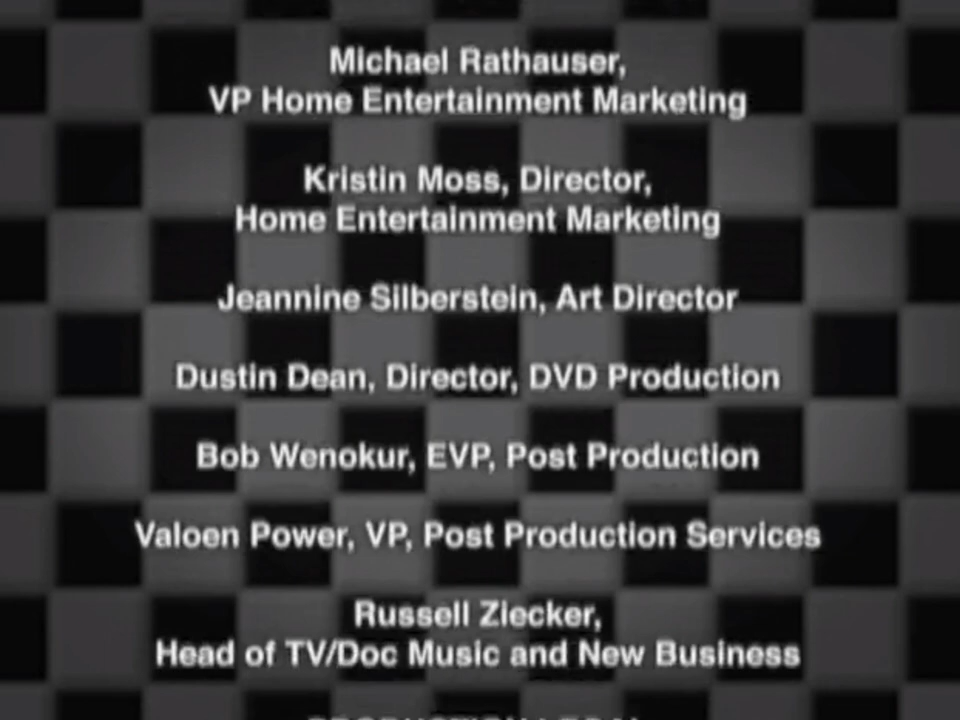 Michael Rathauser,
VP Home Entertainment Marketing
Kristin Moss, Director,
Home Entertainment Marketing
Jeannine Silberstein, Art Director
Dustin Dean, Director, DVD Production
Bob Wenokur, EVP, Post Production
Valoen Power, VP, Post Production Services
Russell Ziecker,
Head of TV/Doc Music and New Business